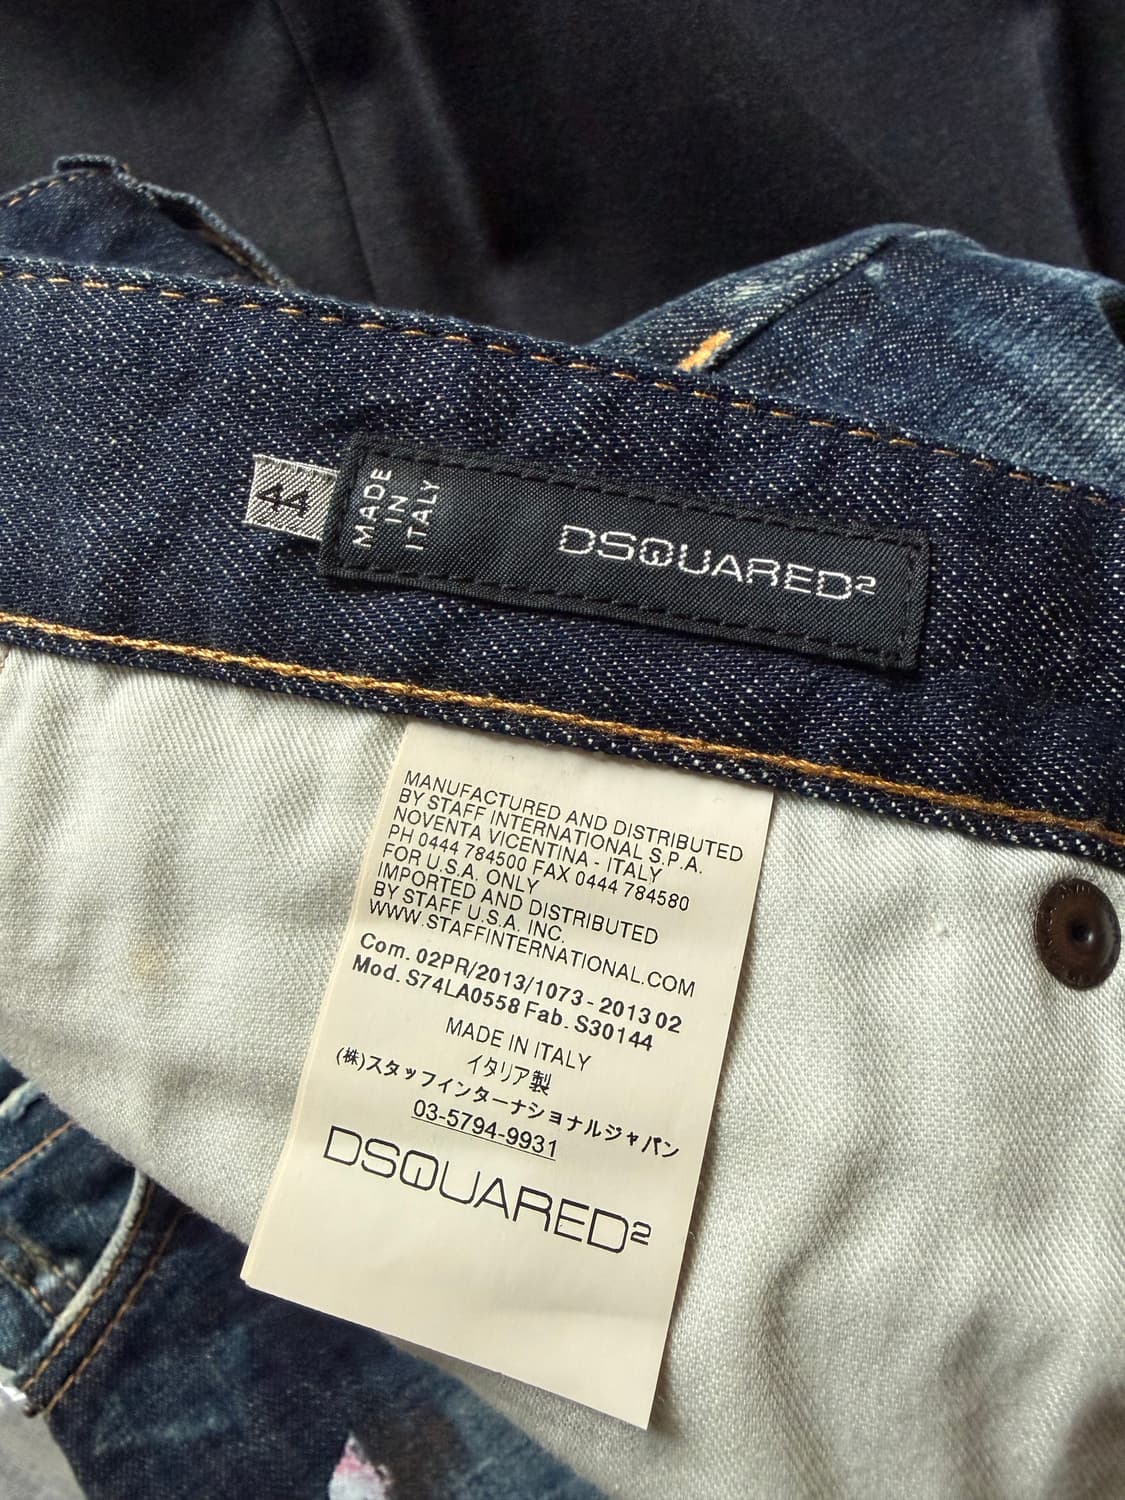 44
MADE
IN
ITALY
DSQUARED2
MANUFACTURED AND DISTRIBUTED
BY STAFF INTERNATIONAL S.P.A.
NOVENTA VICENTINA - ITALY
PH 0444 784500 FAX 0444 784580
FOR U.S.A. ONLY
IMPORTED AND DISTRIBUTED
BY STAFF U.S.A. INC.
WWW.STAFFINTERNATIONAL.COM
Com. 02PR/2013/1073 - 2013 02
Mod. S74LA0558 Fab. S30144
MADE IN ITALY
イタリア製
(株)スタッフインターナショナルジャパン
03-5794-9931
DSQUARED2